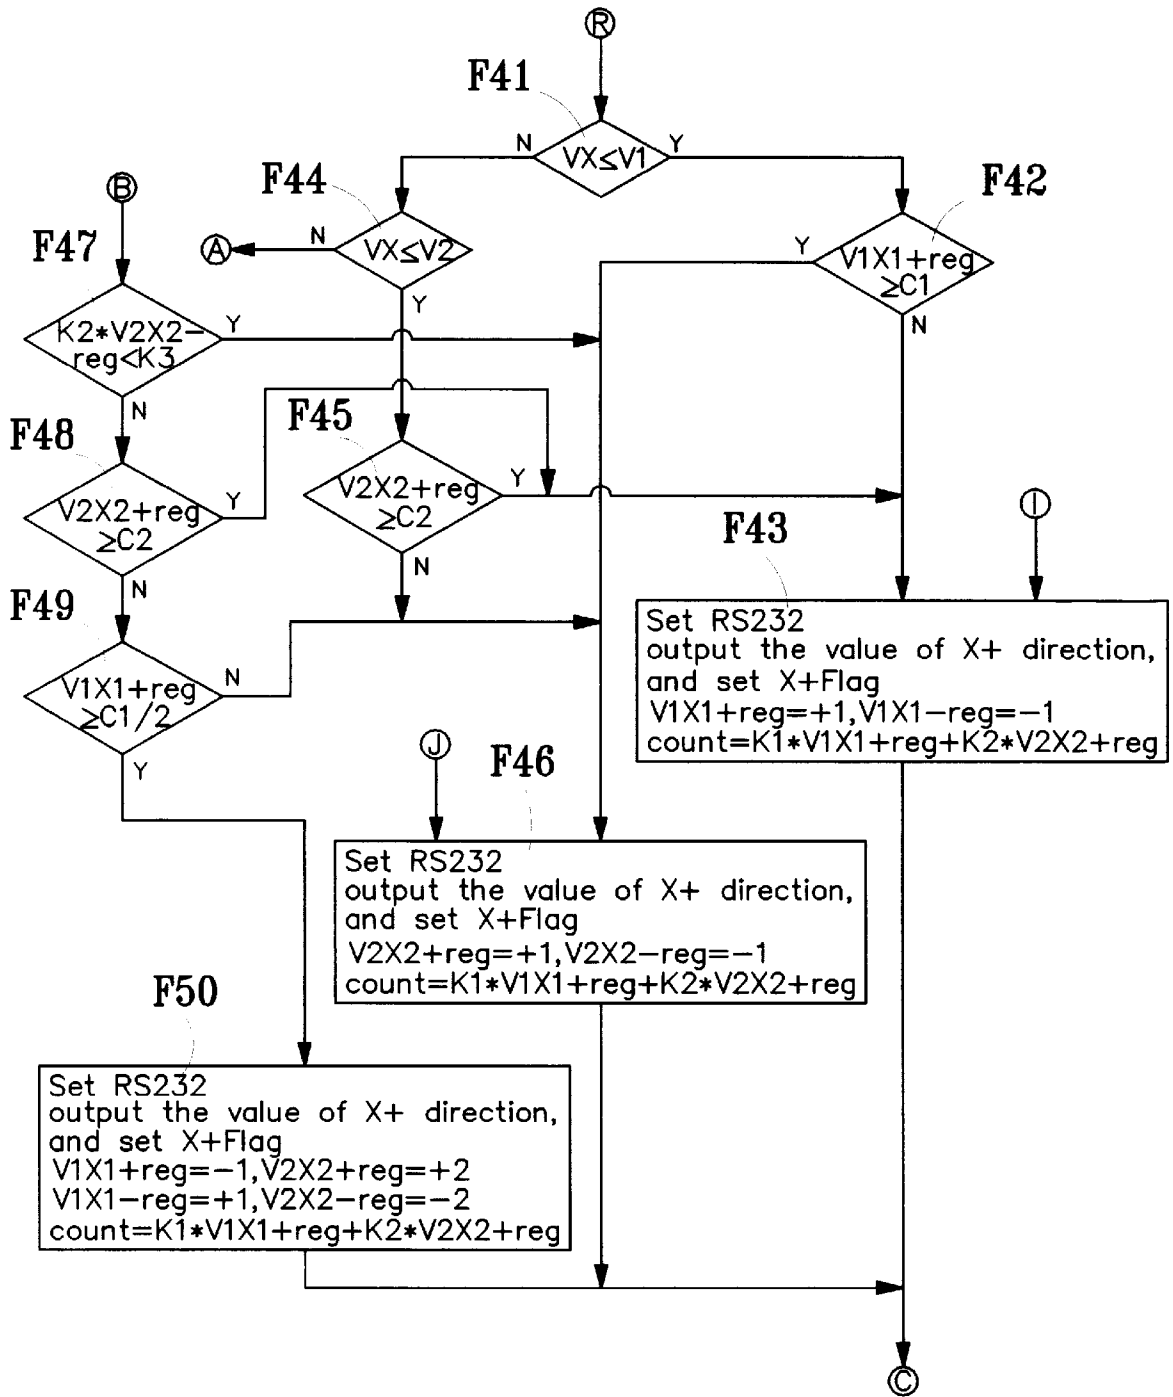 R
F41
N
Y
VX≤V1
F44
F42
B
F47
A
N
VX≤V2
Y
Y
V1X1+reg
≥C1
N
K2*V2X2-
reg<K3
Y
N
F48
F45
V2X2+reg
≥C2
Y
N
V2X2+reg
≥C2
Y
N
I
F43
F49
V1X1+reg
≥C1/2
N
Y
Set RS232
output the value of X+ direction,
and set X+Flag
V1X1+reg=+1,V1X1-reg=-1
count=K1*V1X1+reg+K2*V2X2+reg
J
F46
Set RS232
output the value of X+ direction,
and set X+Flag
V2X2+reg=+1,V2X2-reg=-1
count=K1*V1X1+reg+K2*V2X2+reg
F50
Set RS232
output the value of X+ direction,
and set X+Flag
V1X1+reg=-1,V2X2+reg=+2
V1X1-reg=+1,V2X2-reg=-2
count=K1*V1X1+reg+K2*V2X2+reg
C